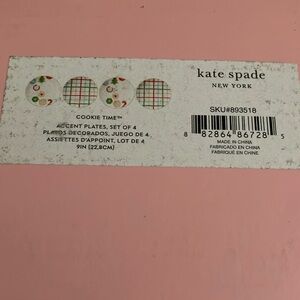 kate spade
NEW YORK
COOKIE TIME™
ACCENT PLATES, SET OF 4
PLATOS DECORADOS, JUEGO DE 4
ASSIETTES D'APPOINT, LOT DE 4
9IN (22,8CM)
SKU#893518
8 82864 86728 5
MADE IN CHINA
FABRICADO EN CHINA
FABRIQUÉ EN CHINE